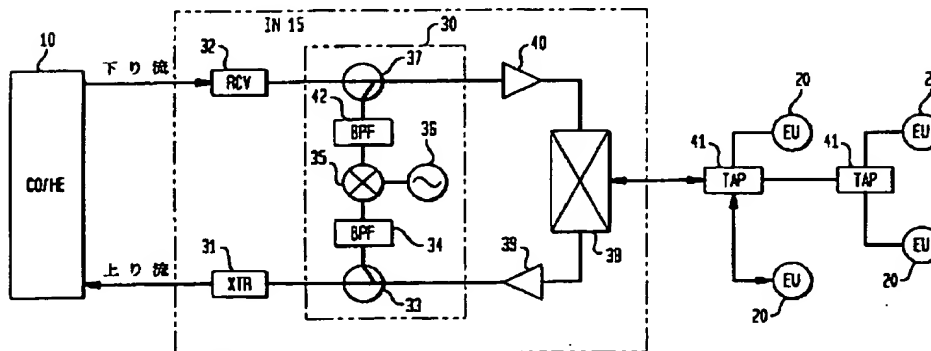 IN 15
30
10
32
37
40
下り流
RCV
42
BPF
36
20
35
41
EU
EU
CO/HE
TAP
41
TAP
BPF
34
38
31
39
上り流
XTR
33
EU
20
EU
20